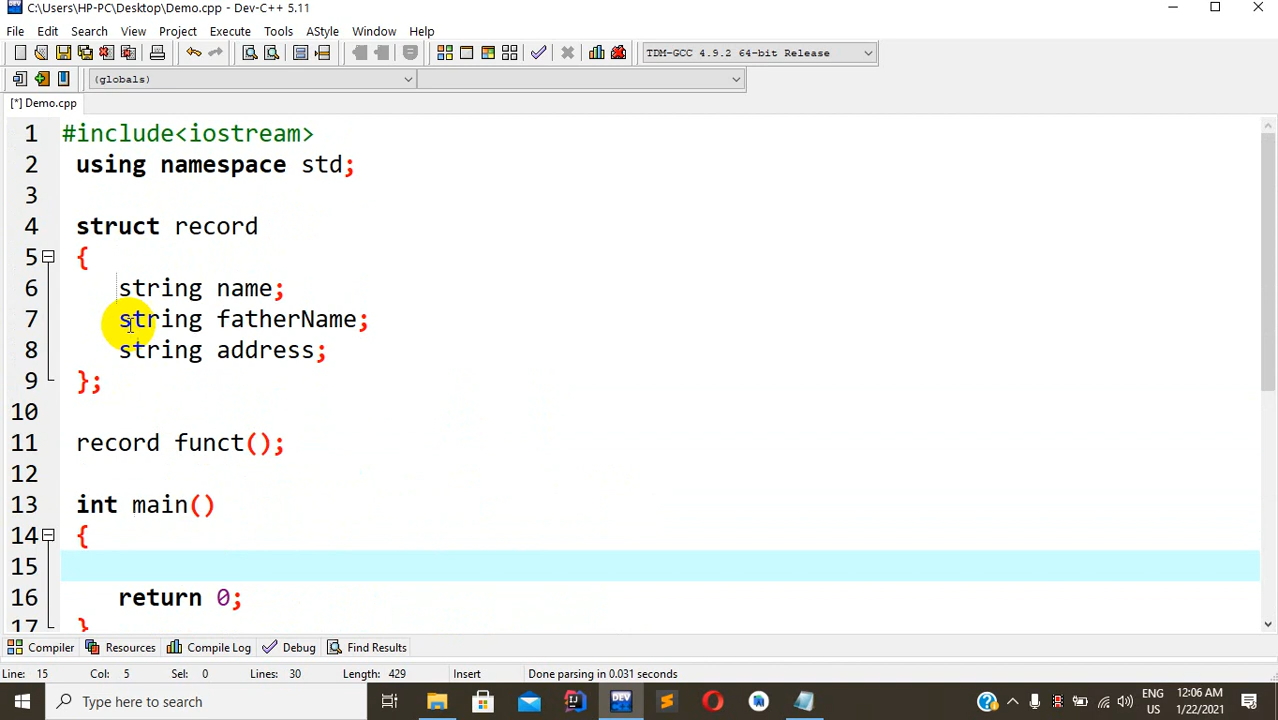 C:\Users\HP-PC\Desktop\Demo.cpp - Dev-C++ 5.11
File Edit Search View Project Execute Tools AStyle Window Help
TDM-GCC 4.9.2 64-bit Release
(globals)
[*] Demo.cpp
1 #include<iostream>
2 using namespace std;
3
4 struct record
5 {
6 string name;
7 string fatherName;
8 string address;
9 };
10
11 record funct();
12
13 int main()
14 {
15
16 return 0;
17 }
Compiler Resources Compile Log Debug Find Results
Line: 15 Col: 5 Sel: 0 Lines: 30 Length: 429 Insert Done parsing in 0.031 seconds
Type here to search
DEV
ENG
US
12:06 AM
1/22/2021